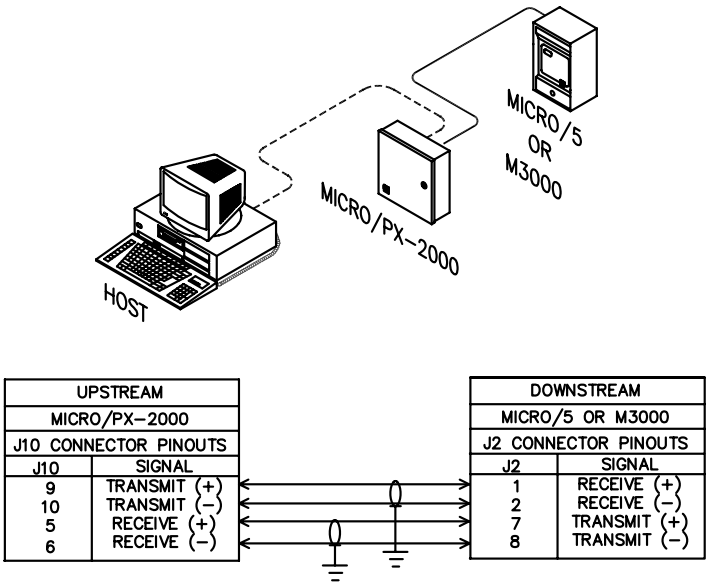 MICRO/5
OR
M3000
MICRO/PX-2000
HOST
UPSTREAM
MICRO/PX-2000
J10 CONNECTOR PINOUTS
J10 SIGNAL
9 TRANSMIT (+)
10 TRANSMIT (-)
5 RECEIVE (+)
6 RECEIVE (-)
DOWNSTREAM
MICRO/5 OR M3000
J2 CONNECTOR PINOUTS
J2 SIGNAL
1 RECEIVE (+)
2 RECEIVE (-)
7 TRANSMIT (+)
8 TRANSMIT (-)